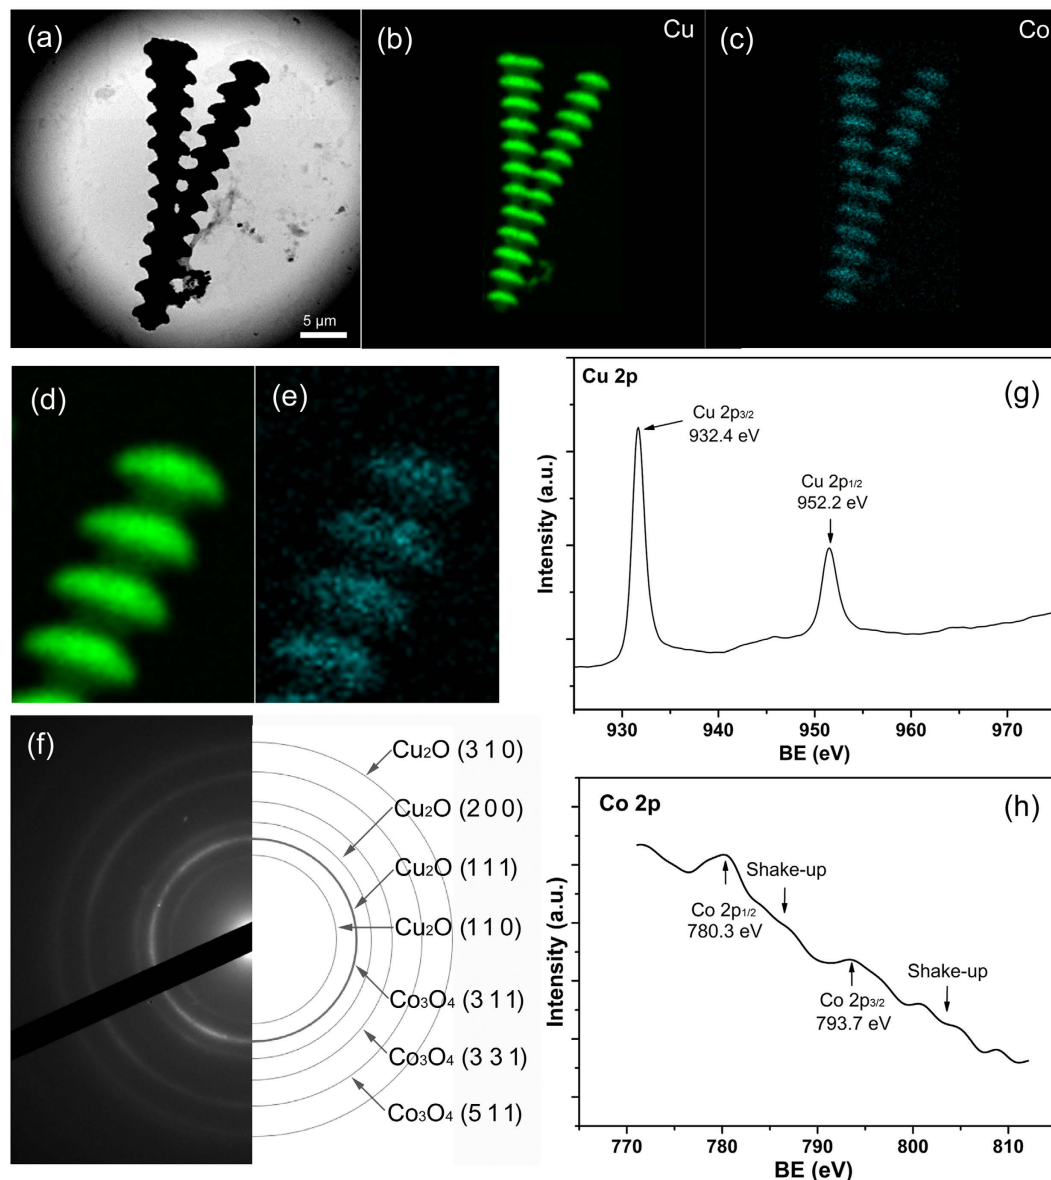 (a)
5 µm
(b)
Cu
(c)
Co
(d)
(e)
(f)
Cu₂O (3 1 0)
Cu₂O (2 0 0)
Cu₂O (1 1 1)
Cu₂O (1 1 0)
Co₃O₄ (3 1 1)
Co₃O₄ (3 3 1)
Co₃O₄ (5 1 1)
Cu 2p
(g)
Cu 2p3/2
932.4 eV
Cu 2p1/2
952.2 eV
Intensity (a.u.)
930
940
950
960
970
BE (eV)
Co 2p
(h)
Shake-up
Co 2p1/2
780.3 eV
Shake-up
Co 2p3/2
793.7 eV
Intensity (a.u.)
770
780
790
800
810
BE (eV)